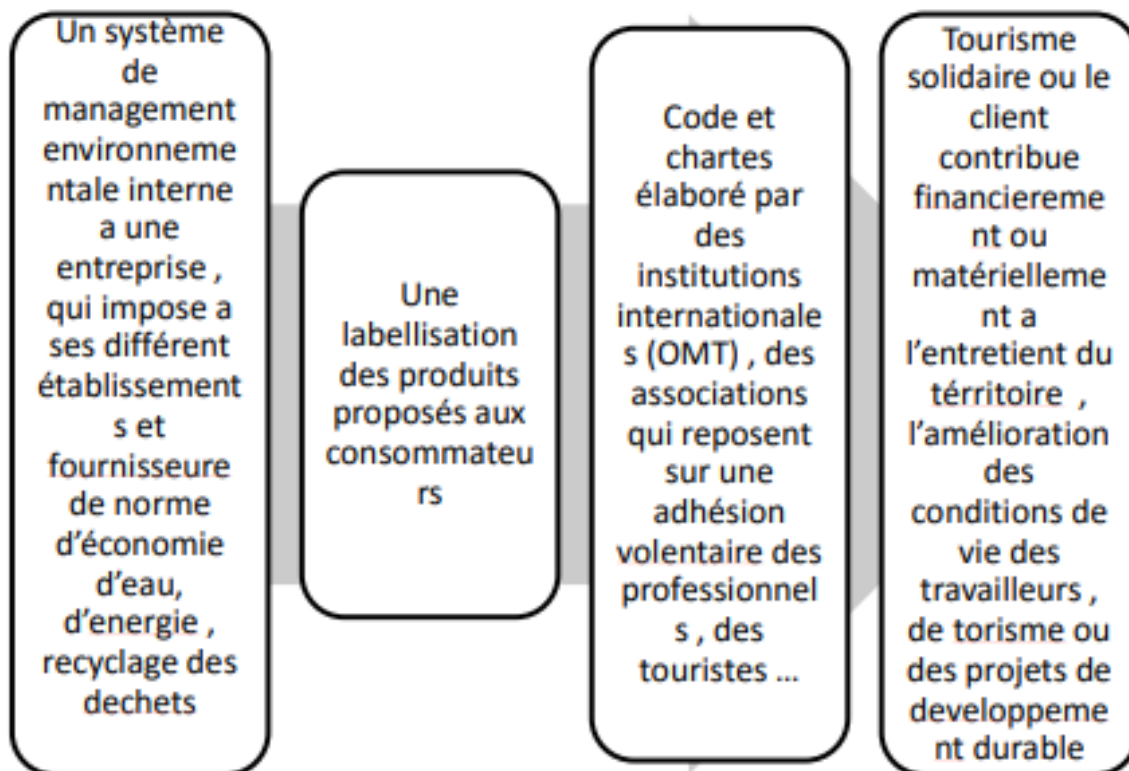 Un système
de
management
environneme
ntale interne
a une
entreprise ,
qui impose a
ses différent
établissement
s et
fournisseure
de norme
d'économie
d'eau,
d'energie ,
recyclage des
dechets
Une
labellisation
des produits
proposés aux
consommateu
rs
Code et
chartes
élaboré par
des
institutions
internationale
s (OMT) , des
associations
qui reposent
sur une
adhésion
volentaire des
professionnel
s , des
touristes ...
Tourisme
solidaire ou le
client
contribue
financiereme
nt ou
matérielleme
nt a
l'entretient du
térritoire ,
l'amélioration
des
conditions de
vie des
travailleurs ,
de torisme ou
des projets de
developpeme
nt durable